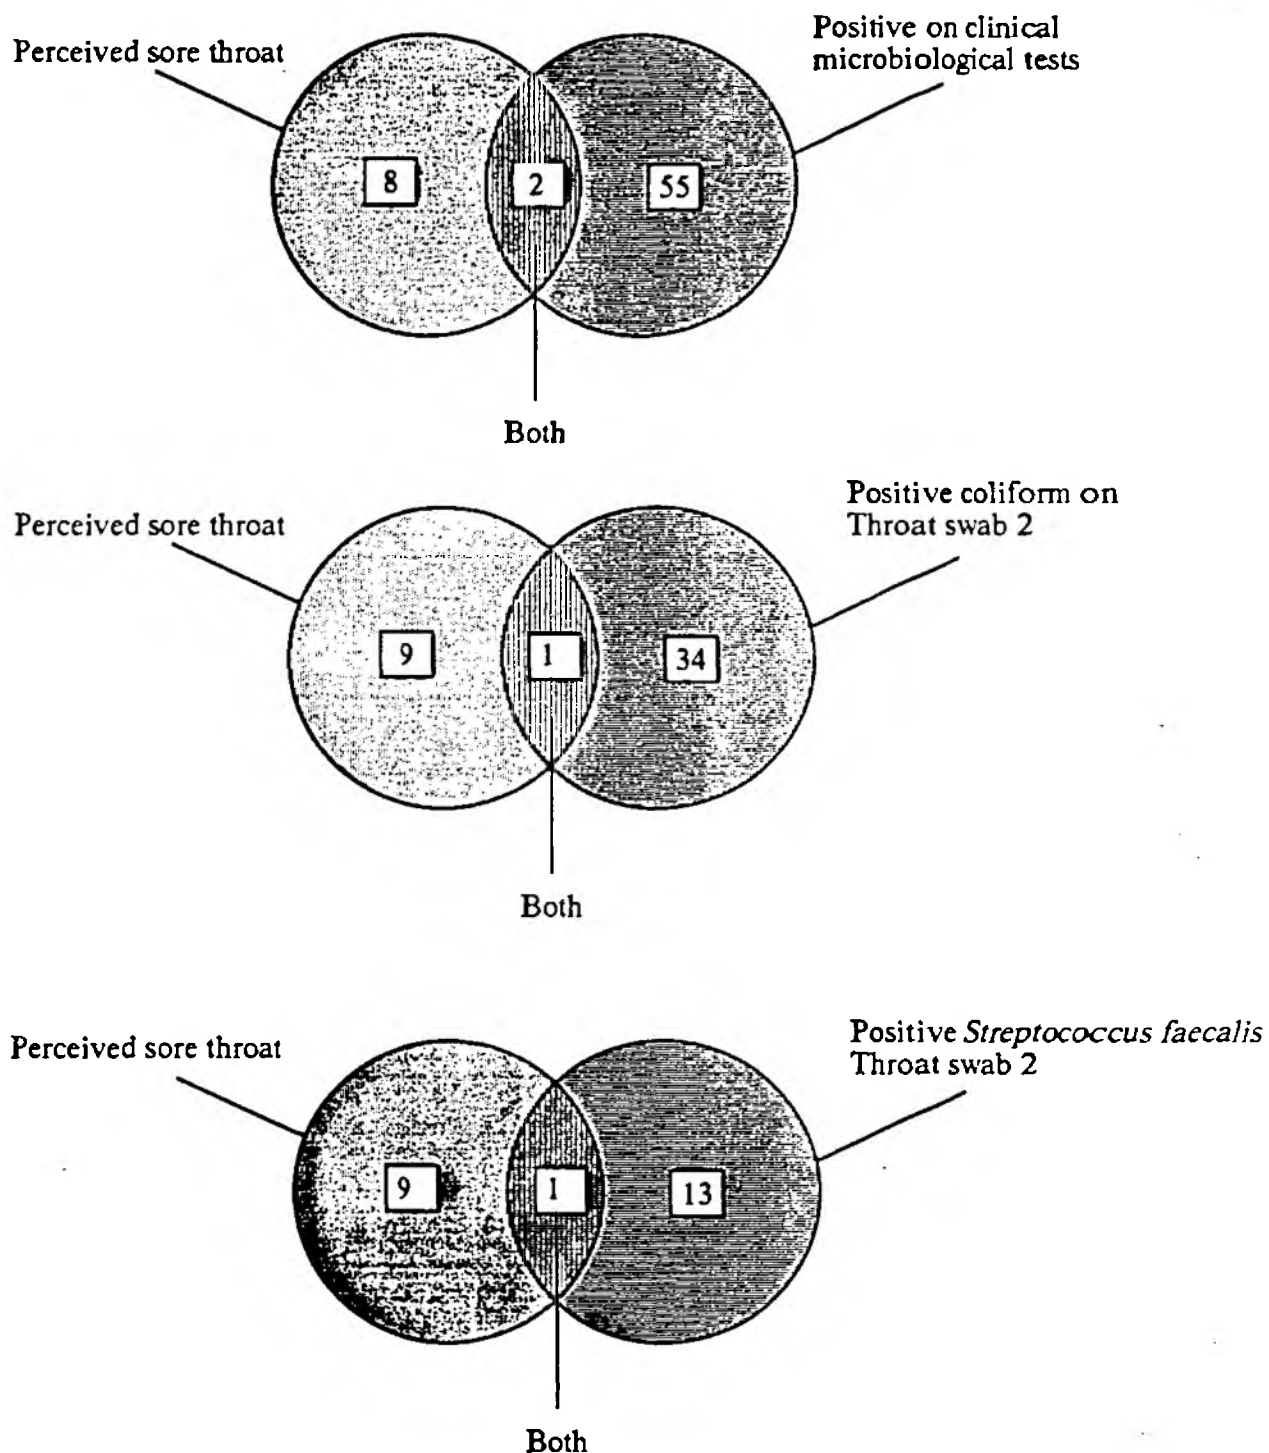 Perceived sore throat
Positive on clinical
microbiological tests
8
2
55
Both
Perceived sore throat
Positive coliform on
Throat swab 2
9
1
34
Both
Perceived sore throat
Positive Streptococcus faecalis
Throat swab 2
9
1
13
Both